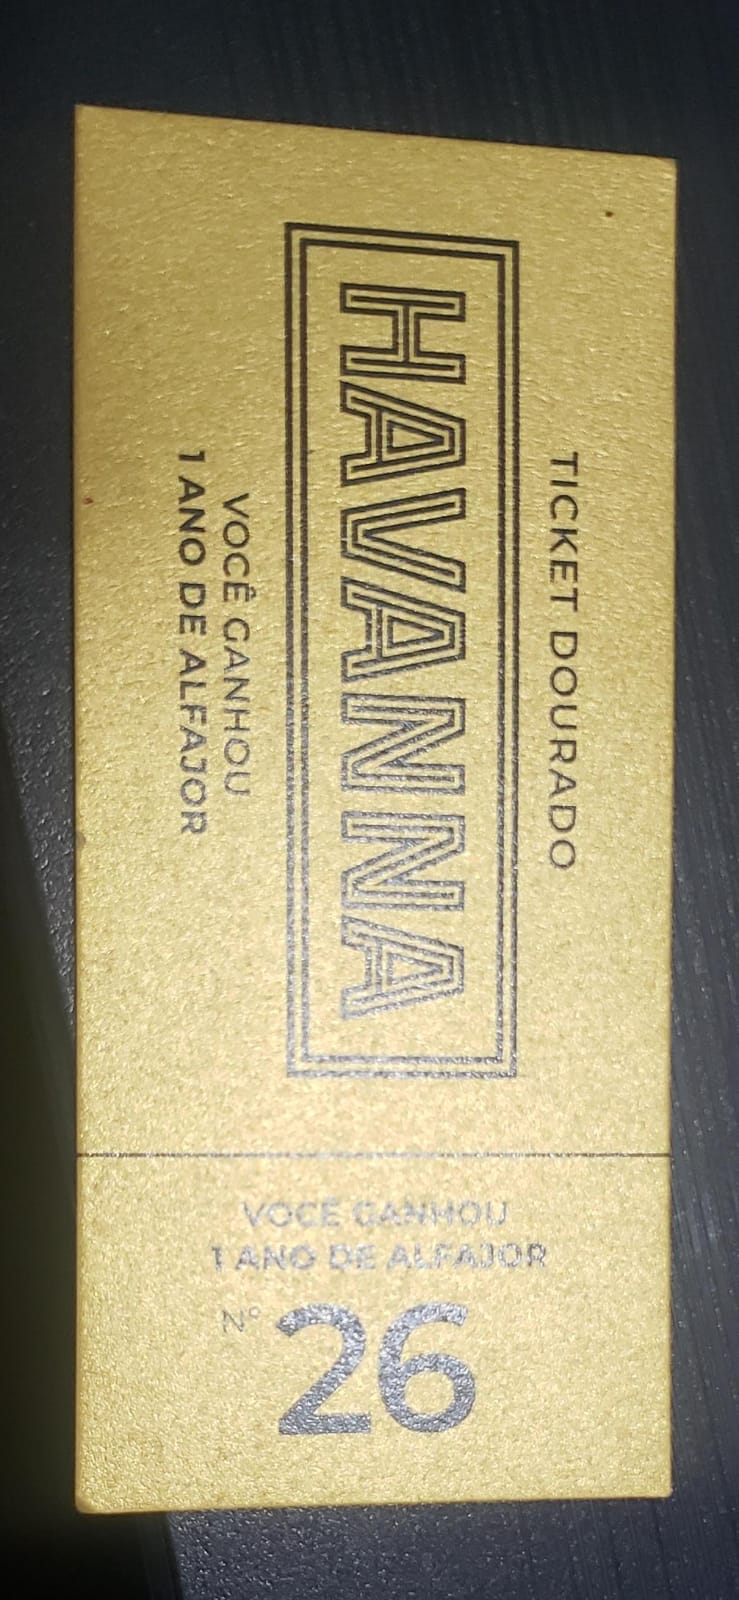 TICKET DOURADO
HAVANNA
VOCÊ GANHOU
1 ANO DE ALFAJOR
VOCÊ GANHOU
1 ANO DE ALFAJOR
Nº 26